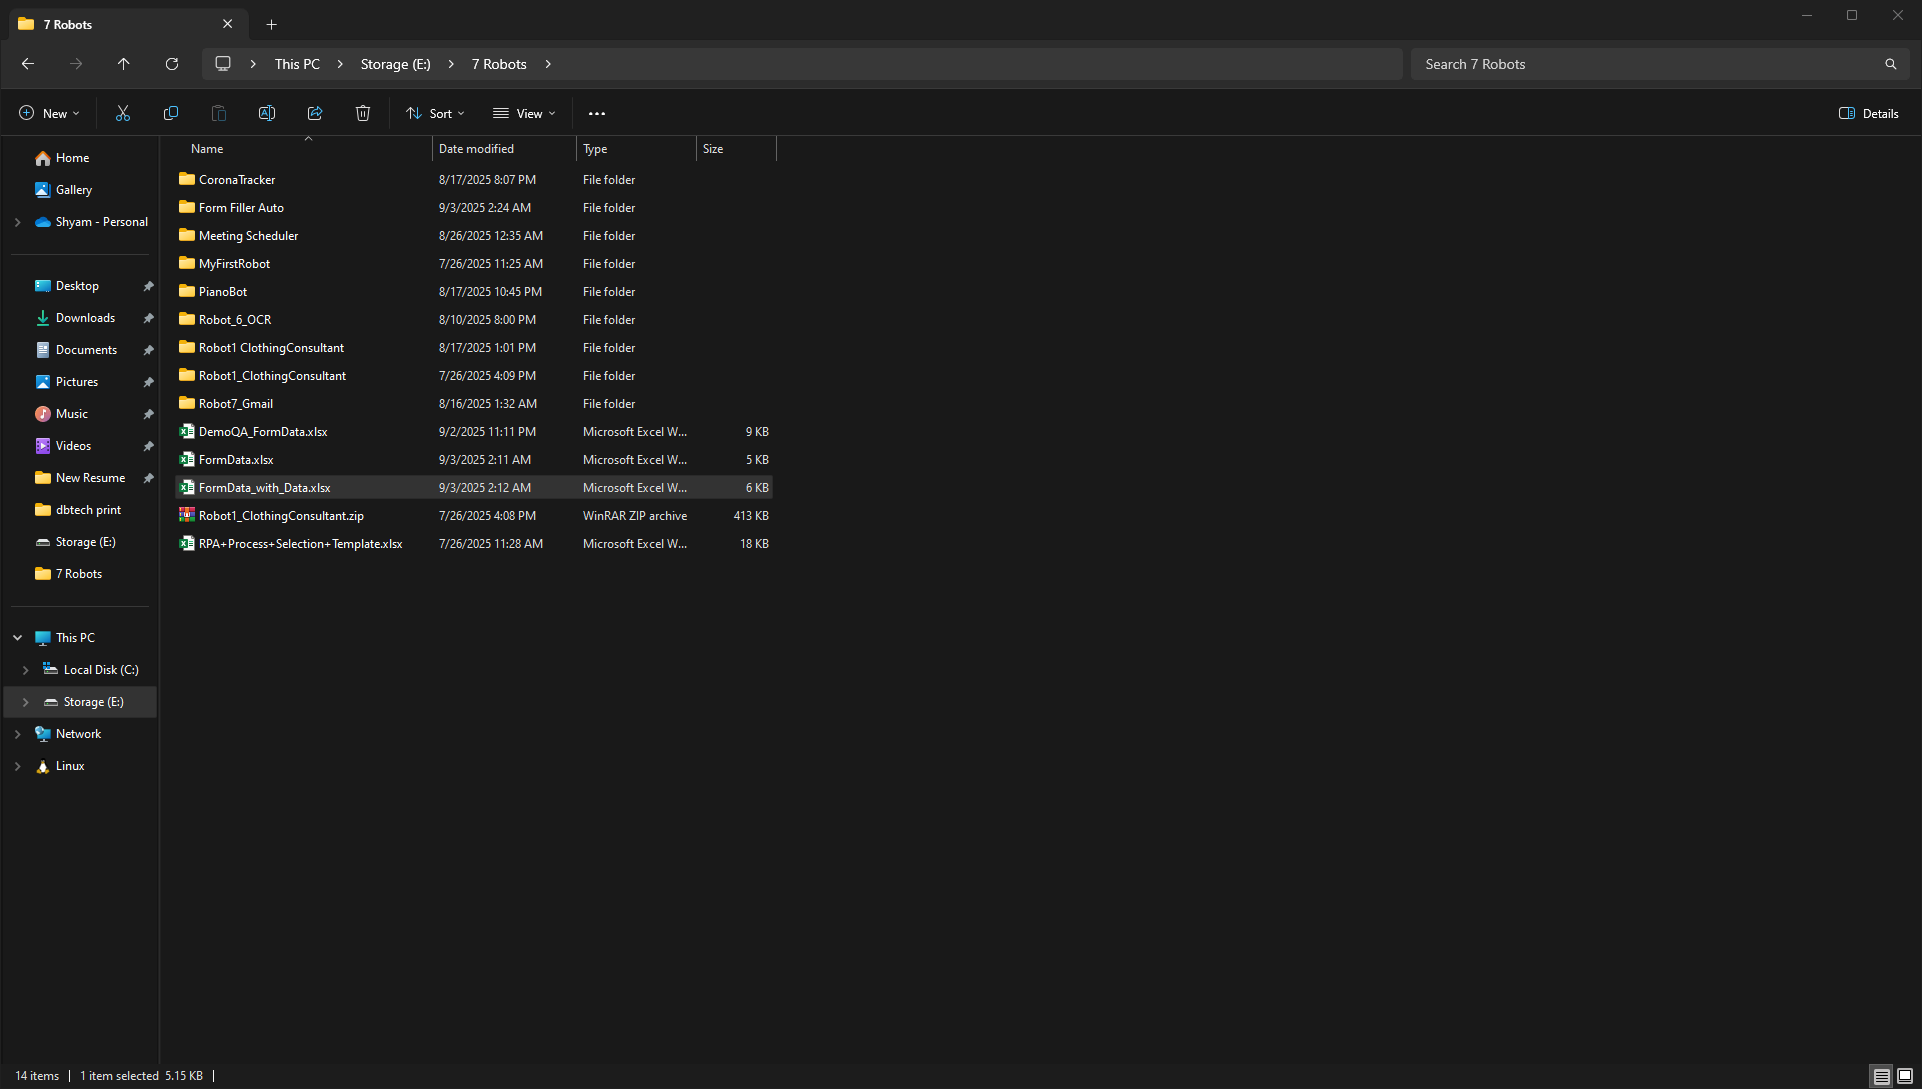 7 Robots
This PC > Storage (E:) > 7 Robots >
Search 7 Robots
New
Sort
View
Details
Name Date modified Type Size
Home
Gallery
Shyam - Personal
Desktop
Downloads
Documents
Pictures
Music
Videos
New Resume
dbtech print
Storage (E:)
7 Robots
This PC
Local Disk (C:)
Storage (E:)
Network
Linux
CoronaTracker 8/17/2025 8:07 PM File folder
Form Filler Auto 9/3/2025 2:24 AM File folder
Meeting Scheduler 8/26/2025 12:35 AM File folder
MyFirstRobot 7/26/2025 11:25 AM File folder
PianoBot 8/17/2025 10:45 PM File folder
Robot_6_OCR 8/10/2025 8:00 PM File folder
Robot1 ClothingConsultant 8/17/2025 1:01 PM File folder
Robot1_ClothingConsultant 7/26/2025 4:09 PM File folder
Robot7_Gmail 8/16/2025 1:32 AM File folder
DemoQA_FormData.xlsx 9/2/2025 11:11 PM Microsoft Excel W... 9 KB
FormData.xlsx 9/3/2025 2:11 AM Microsoft Excel W... 5 KB
FormData_with_Data.xlsx 9/3/2025 2:12 AM Microsoft Excel W... 6 KB
Robot1_ClothingConsultant.zip 7/26/2025 4:08 PM WinRAR ZIP archive 413 KB
RPA+Process+Selection+Template.xlsx 7/26/2025 11:28 AM Microsoft Excel W... 18 KB
14 items | 1 item selected 5.15 KB |